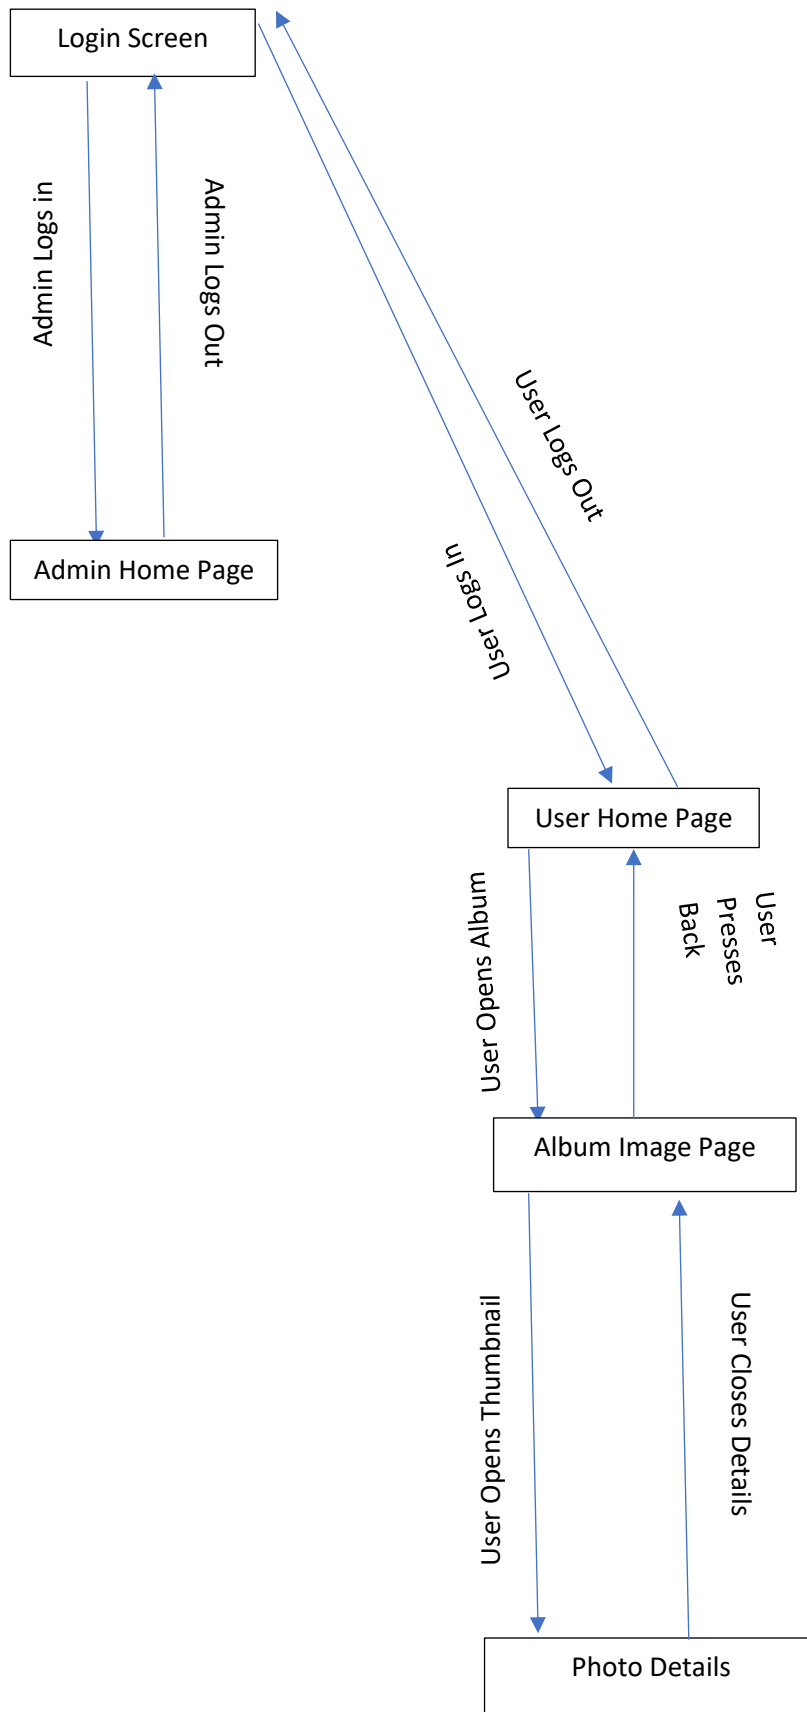 Login Screen
Admin Logs in
Admin Logs Out
User Logs Out
User Logs In
Admin Home Page
User Home Page
User Opens Album
User
Presses
Back
Album Image Page
User Opens Thumbnail
User Closes Details
Photo Details